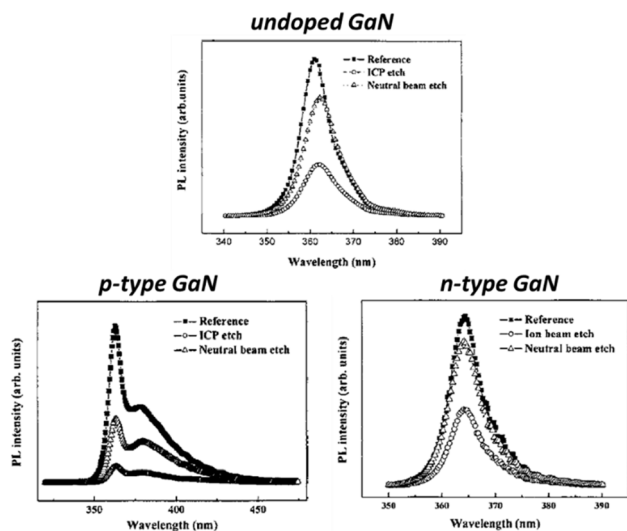 undoped GaN
Reference
ICP etch
Neutral beam etch
PL intensity (arb.units)
340 350 360 370 380 390
Wavelength (nm)
p-type GaN
Reference
ICP etch
Neutral beam etch
PL intensity (arb. units)
350 400 450
Wavelength (nm)
n-type GaN
Reference
Ion beam etch
Neutral beam etch
PL intensity (arb. units)
350 360 370 380 390
Wavelength (nm)